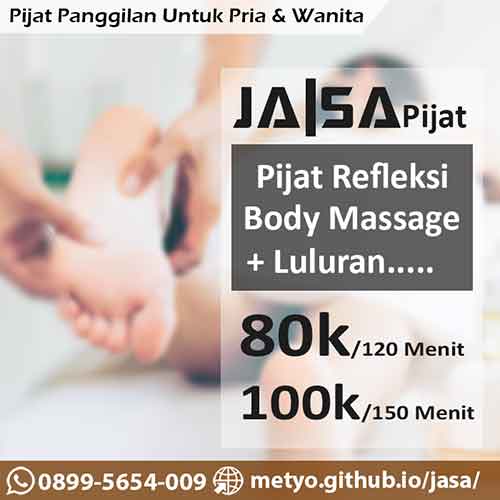 Pijat Panggilan Untuk Pria & Wanita
JA|SA Pijat
Pijat Refleksi
Body Massage
+ Luluran.....
80k/120 Menit
100k/150 Menit
0899-5654-009 metyo.github.io/jasa/